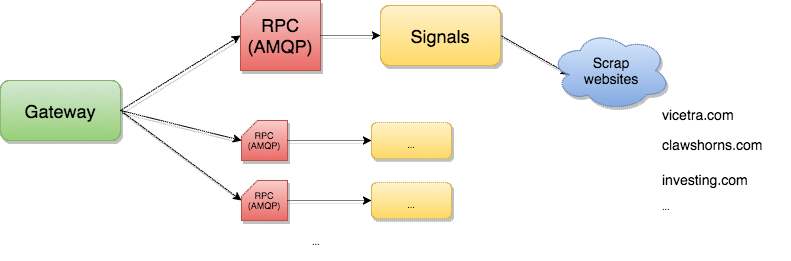 RPC
(AMQP)
Signals
Scrap
websites
Gateway
vicetra.com
RPC
(AMQP)
...
clawshorns.com
investing.com
RPC
(AMQP)
...
...
...